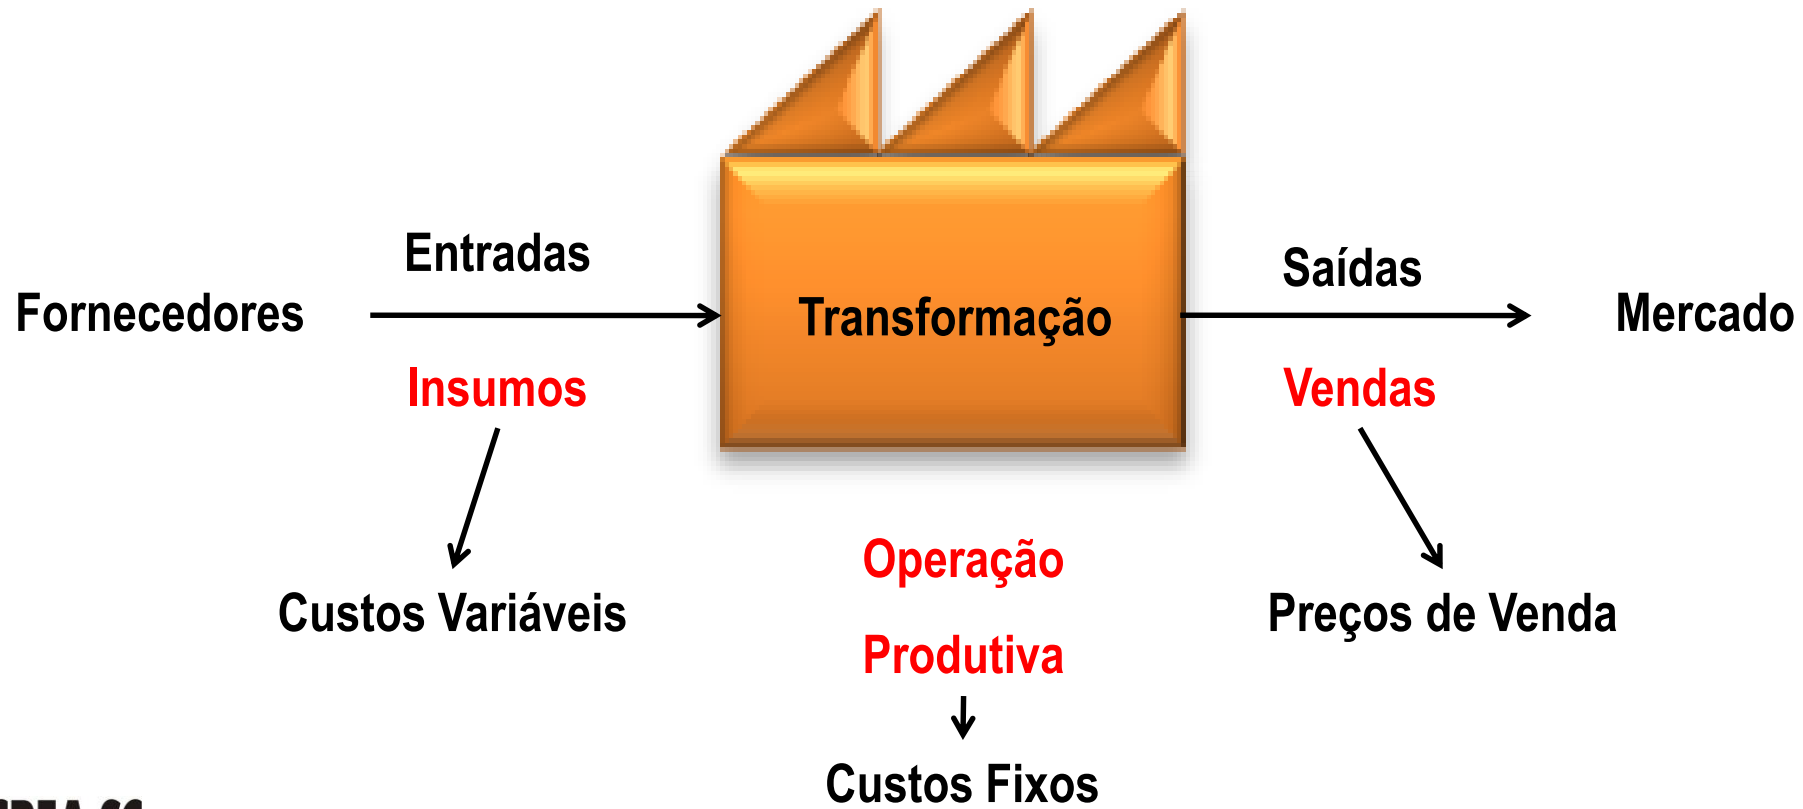 Entradas
Saídas
Fornecedores
Transformação
Mercado
Insumos
Vendas
Operação
Custos Variáveis
Preços de Venda
Produtiva
Custos Fixos